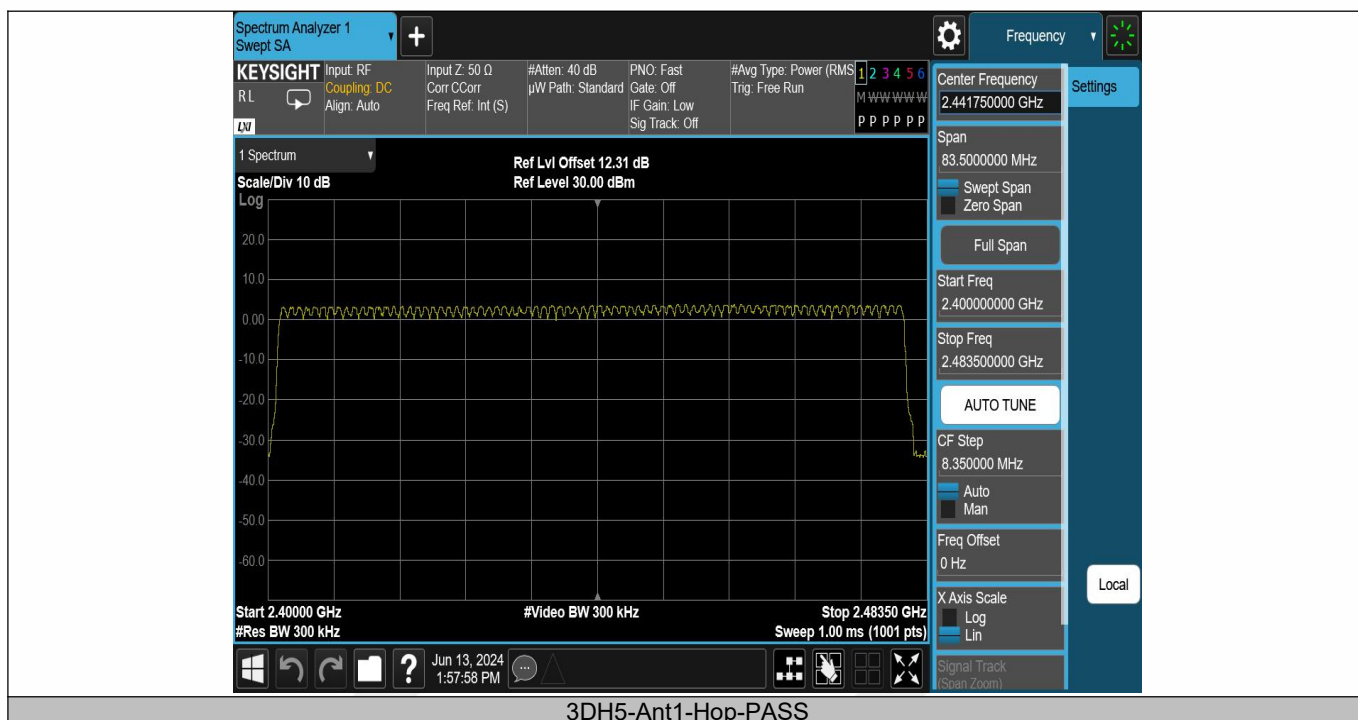 Spectrum Analyzer 1
Swept SA
+
Frequency
KEYSIGHT
R L
LXI
Input: RF
Coupling: DC
Align: Auto
Input Z: 50 Ω
Corr CCorr
Freq Ref: Int (S)
#Atten: 40 dB
µW Path: Standard
PNO: Fast
Gate: Off
IF Gain: Low
Sig Track: Off
#Avg Type: Power (RMS
Trig: Free Run
1 2 3 4 5 6
M W W W W W
P P P P P P
1 Spectrum
Scale/Div 10 dB
Log
Ref Lvl Offset 12.31 dB
Ref Level 30.00 dBm
20.0
10.0
0.00
-10.0
-20.0
-30.0
-40.0
-50.0
-60.0
Start 2.40000 GHz
#Res BW 300 kHz
#Video BW 300 kHz
Stop 2.48350 GHz
Sweep 1.00 ms (1001 pts)
Center Frequency
2.441750000 GHz
Settings
Span
83.5000000 MHz
Swept Span
Zero Span
Full Span
Start Freq
2.400000000 GHz
Stop Freq
2.483500000 GHz
AUTO TUNE
CF Step
8.350000 MHz
Auto
Man
Freq Offset
0 Hz
X Axis Scale
Log
Lin
Signal Track
(Span Zoom)
Local
?
Jun 13, 2024
1:57:58 PM
3DH5-Ant1-Hop-PASS